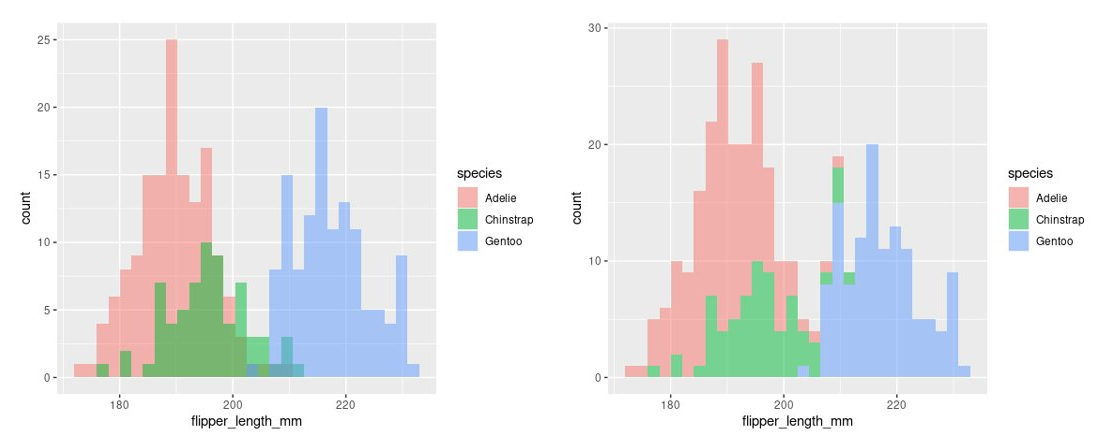 25
20
15
10
5
0
count
180
200
220
flipper_length_mm
species
Adelie
Chinstrap
Gentoo
30
20
10
0
count
180
200
220
flipper_length_mm
species
Adelie
Chinstrap
Gentoo